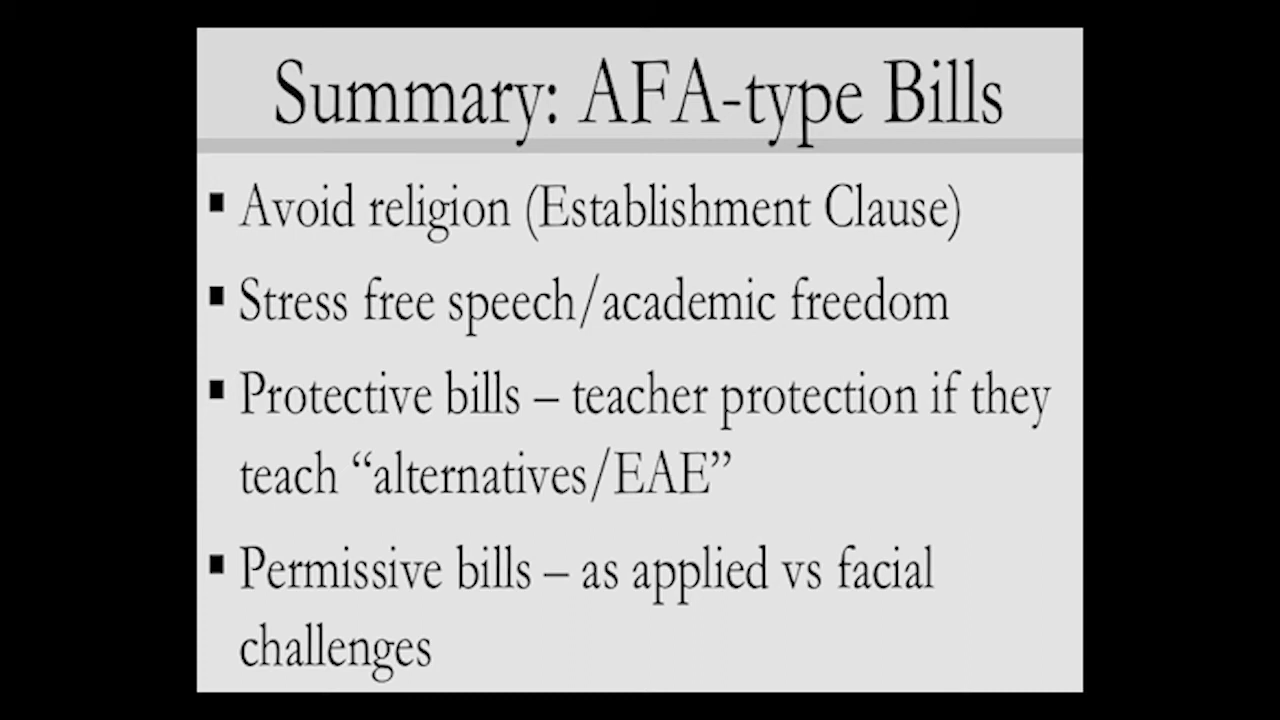 Summary: AFA-type Bills
▪ Avoid religion (Establishment Clause)
▪ Stress free speech/academic freedom
▪ Protective bills – teacher protection if they
teach “alternatives/EAE”
▪ Permissive bills – as applied vs facial
challenges